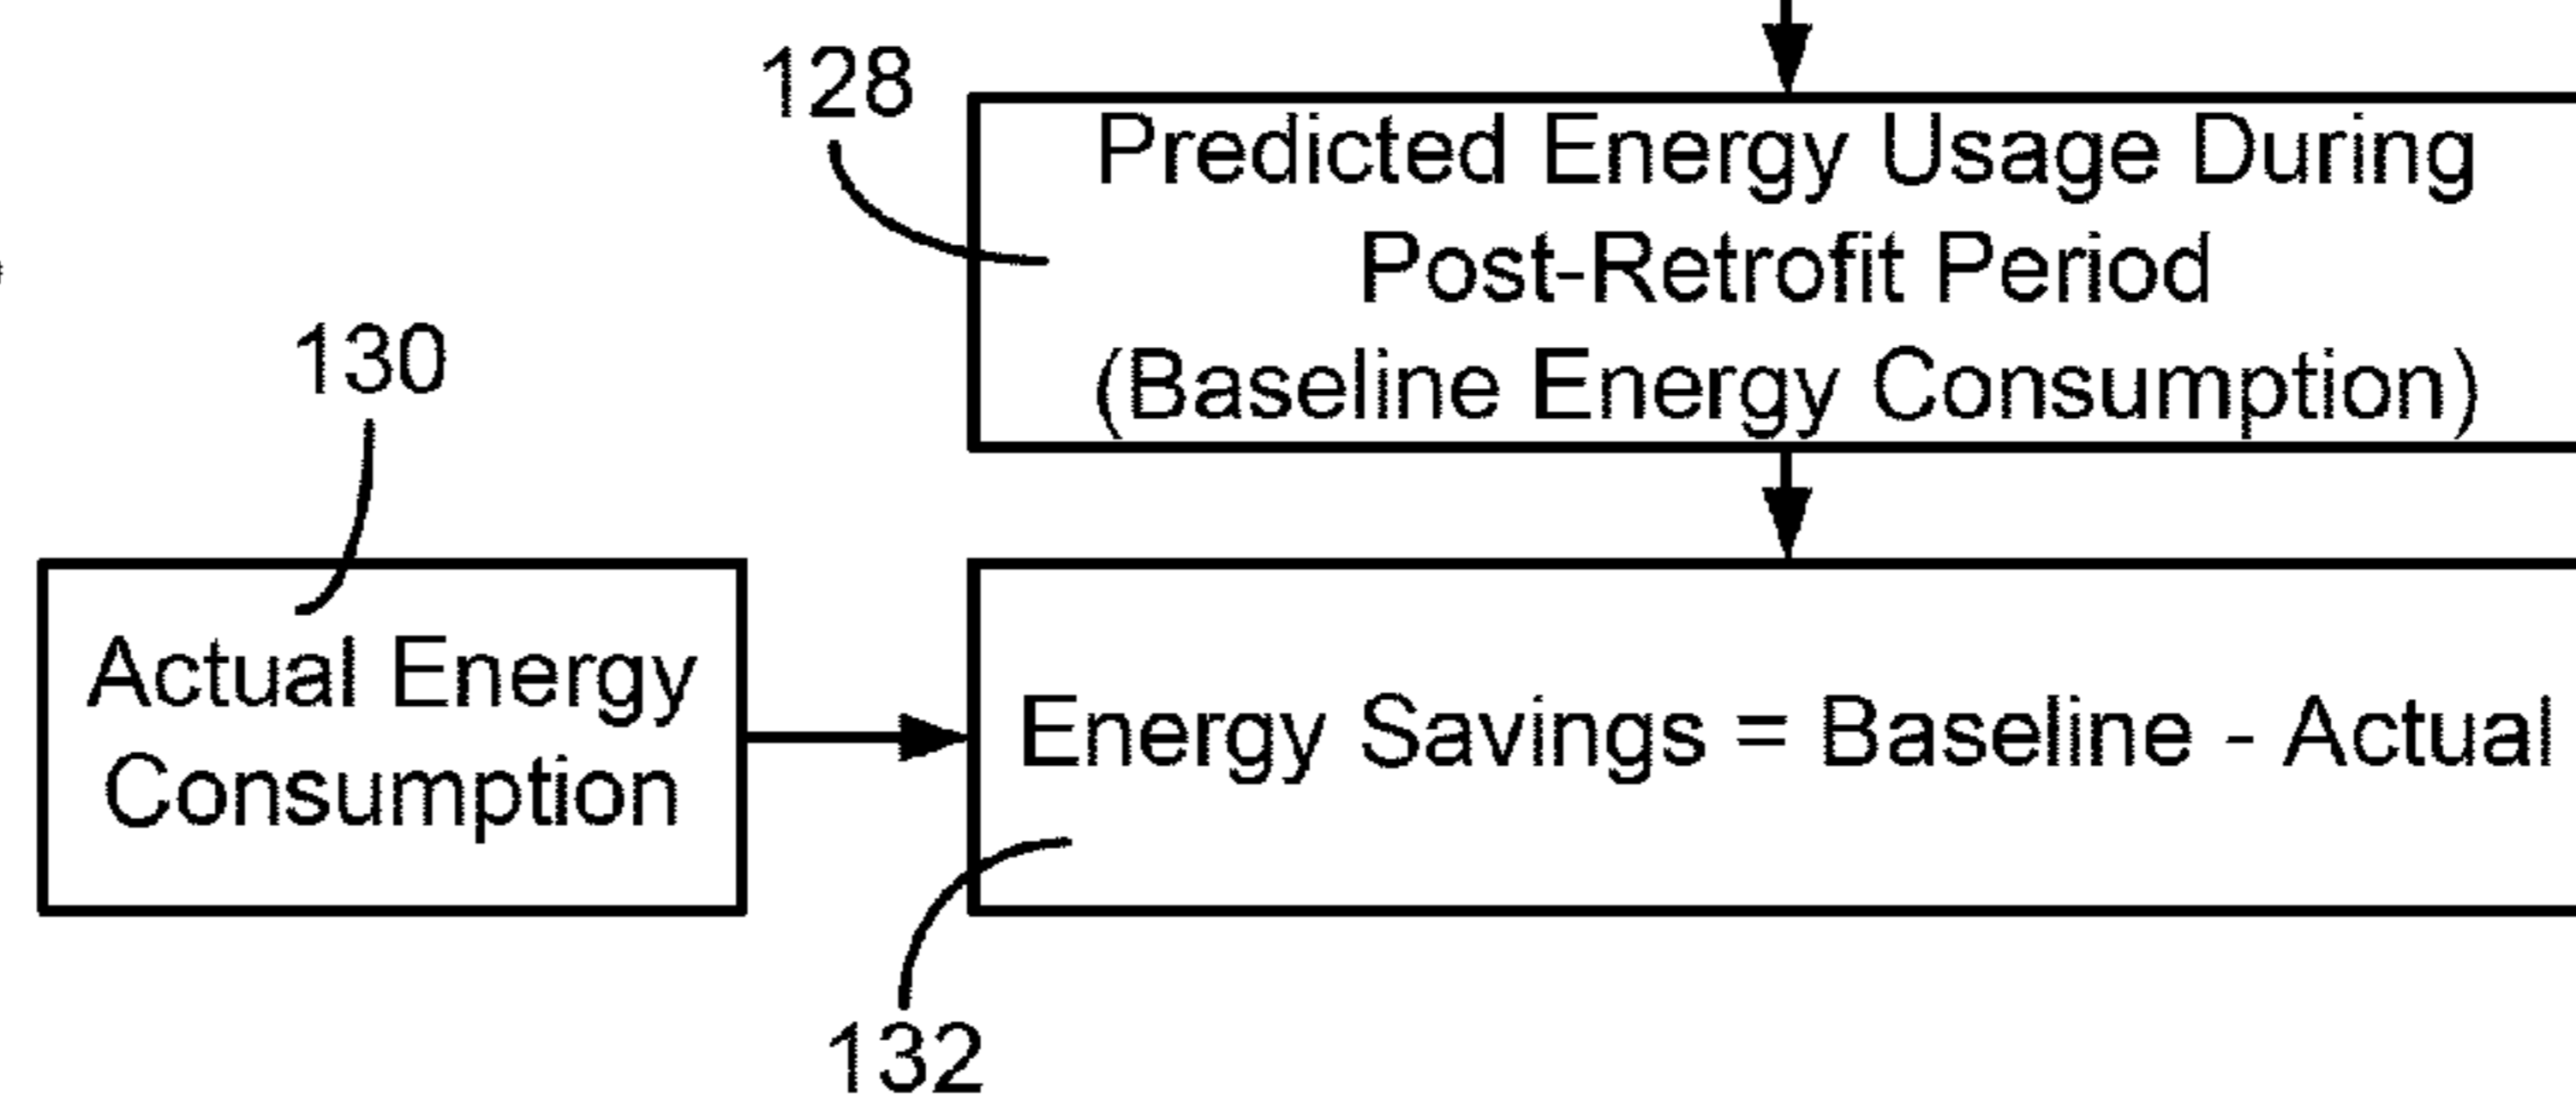 128
Predicted Energy Usage During
Post-Retrofit Period
(Baseline Energy Consumption)
130
Actual Energy
Consumption
Energy Savings = Baseline - Actual
132